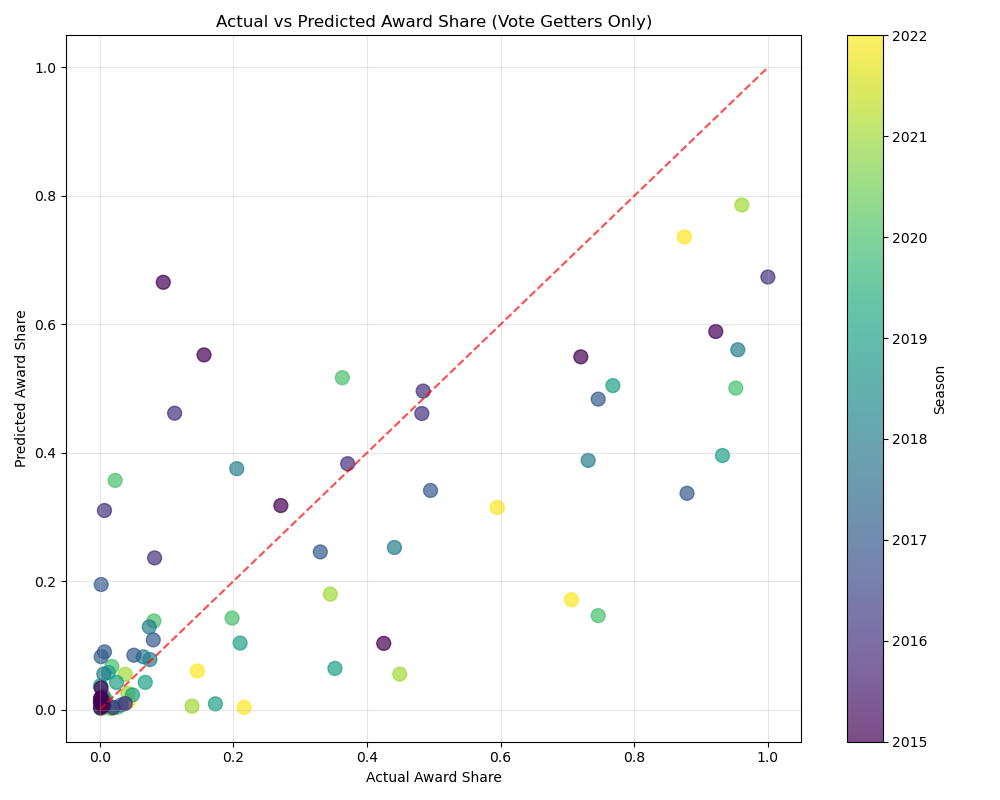 Actual vs Predicted Award Share (Vote Getters Only)
1.0
0.8
0.6
0.4
0.2
0.0
Predicted Award Share
0.0 0.2 0.4 0.6 0.8 1.0
Actual Award Share
2022
2021
2020
2019
2018
2017
2016
2015
Season